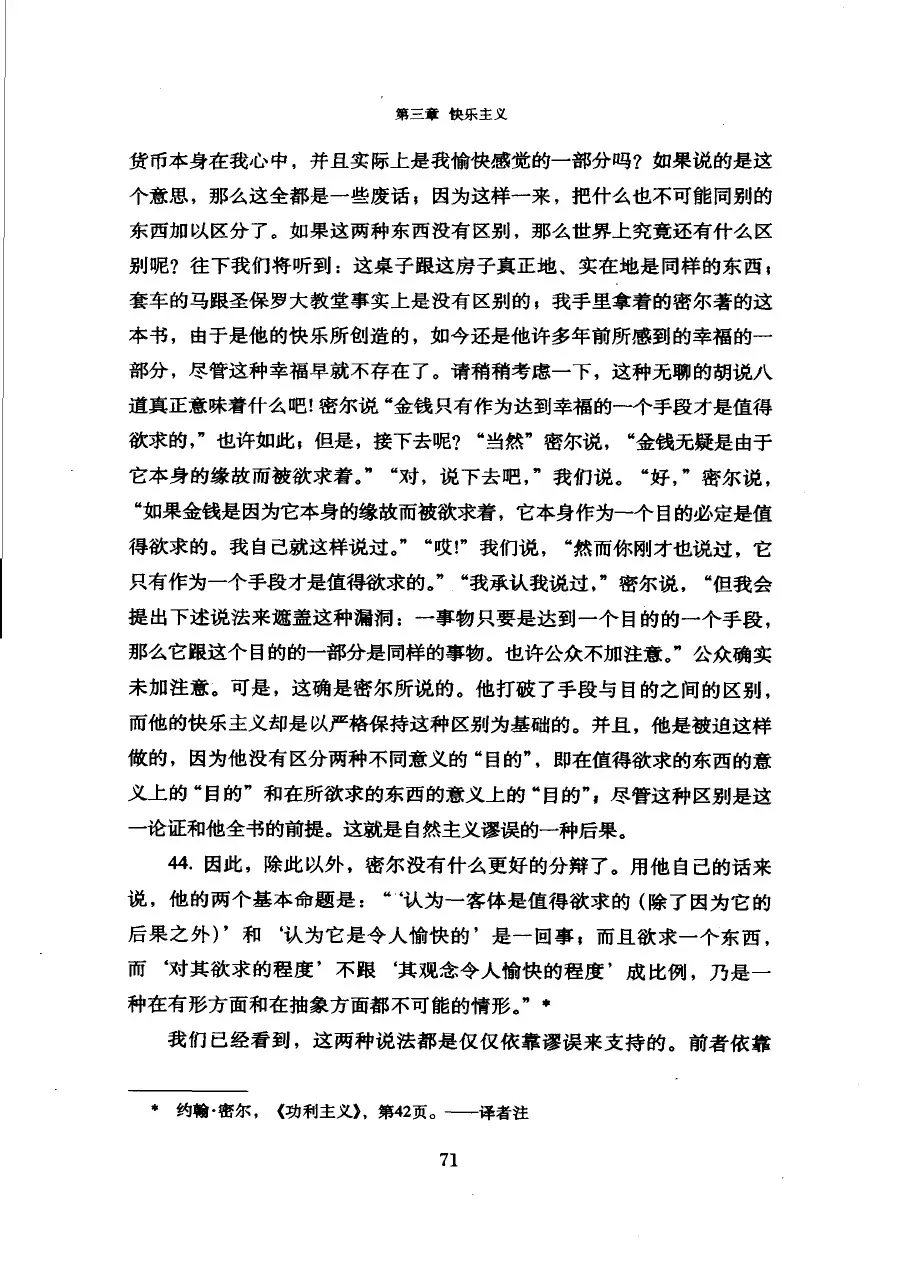 第三章 快乐主义
货币本身在我心中，并且实际上是我愉快感觉的一部分吗？如果说的是这
个意思，那么这全都是一些废话；因为这样一来，把什么也不可能同别的
东西加以区分了。如果这两种东西没有区别，那么世界上究竟还有什么区
别呢？往下我们将听到：这桌子跟这房子真正地、实在地是同样的东西；
套车的马跟圣保罗大教堂事实上是没有区别的；我手里拿着的密尔著的这
本书，由于是他的快乐所创造的，如今还是他许多年前所感到的幸福的一
部分，尽管这种幸福早就不存在了。请稍稍考虑一下，这种无聊的胡说八
道真正意味着什么吧！密尔说“金钱只有作为达到幸福的一个手段才是值得
欲求的，”也许如此；但是，接下去呢？“当然”密尔说，“金钱无疑是由于
它本身的缘故而被欲求着。”“对，说下去吧，”我们说。“好，”密尔说，
“如果金钱是因为它本身的缘故而被欲求着，它本身作为一个目的必定是值
得欲求的。我自己就这样说过。”“哎！”我们说，“然而你刚才也说过，它
只有作为一个手段才是值得欲求的。”“我承认我说过，”密尔说，“但我会
提出下述说法来遮盖这种漏洞：一事物只要是达到一个目的的一个手段，
那么它跟这个目的的一部分是同样的事物。也许公众不加注意。”公众确实
未加注意。可是，这确是密尔所说的。他打破了手段与目的之间的区别，
而他的快乐主义却是以严格保持这种区别为基础的。并且，他是被迫这样
做的，因为他没有区分两种不同意义的“目的”，即在值得欲求的东西的意
义上的“目的”和在所欲求的东西的意义上的“目的”；尽管这种区别是这
一论证和他全书的前提。这就是自然主义谬误的一种后果。
44. 因此，除此以外，密尔没有什么更好的分辩了。用他自己的话来
说，他的两个基本命题是：“‘认为一客体是值得欲求的（除了因为它的
后果之外）’和‘认为它是令人愉快的’是一回事；而且欲求一个东西，
而‘对其欲求的程度’不跟‘其观念令人愉快的程度’成比例，乃是一
种在有形方面和在抽象方面都不可能的情形。”*
我们已经看到，这两种说法都是仅仅依靠谬误来支持的。前者依靠
* 约翰·密尔，《功利主义》，第42页。——译者注
71